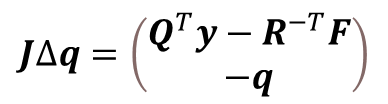 JΔq = (Qᵀy − R⁻ᵀF
−q)